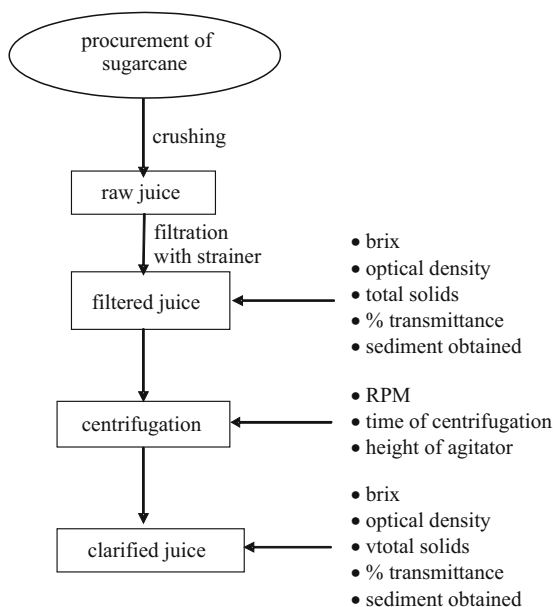 procurement of
sugarcane
crushing
raw juice
filtration
with strainer
filtered juice
• brix
• optical density
• total solids
• % transmittance
• sediment obtained
centrifugation
• RPM
• time of centrifugation
• height of agitator
clarified juice
• brix
• optical density
• vtotal solids
• % transmittance
• sediment obtained